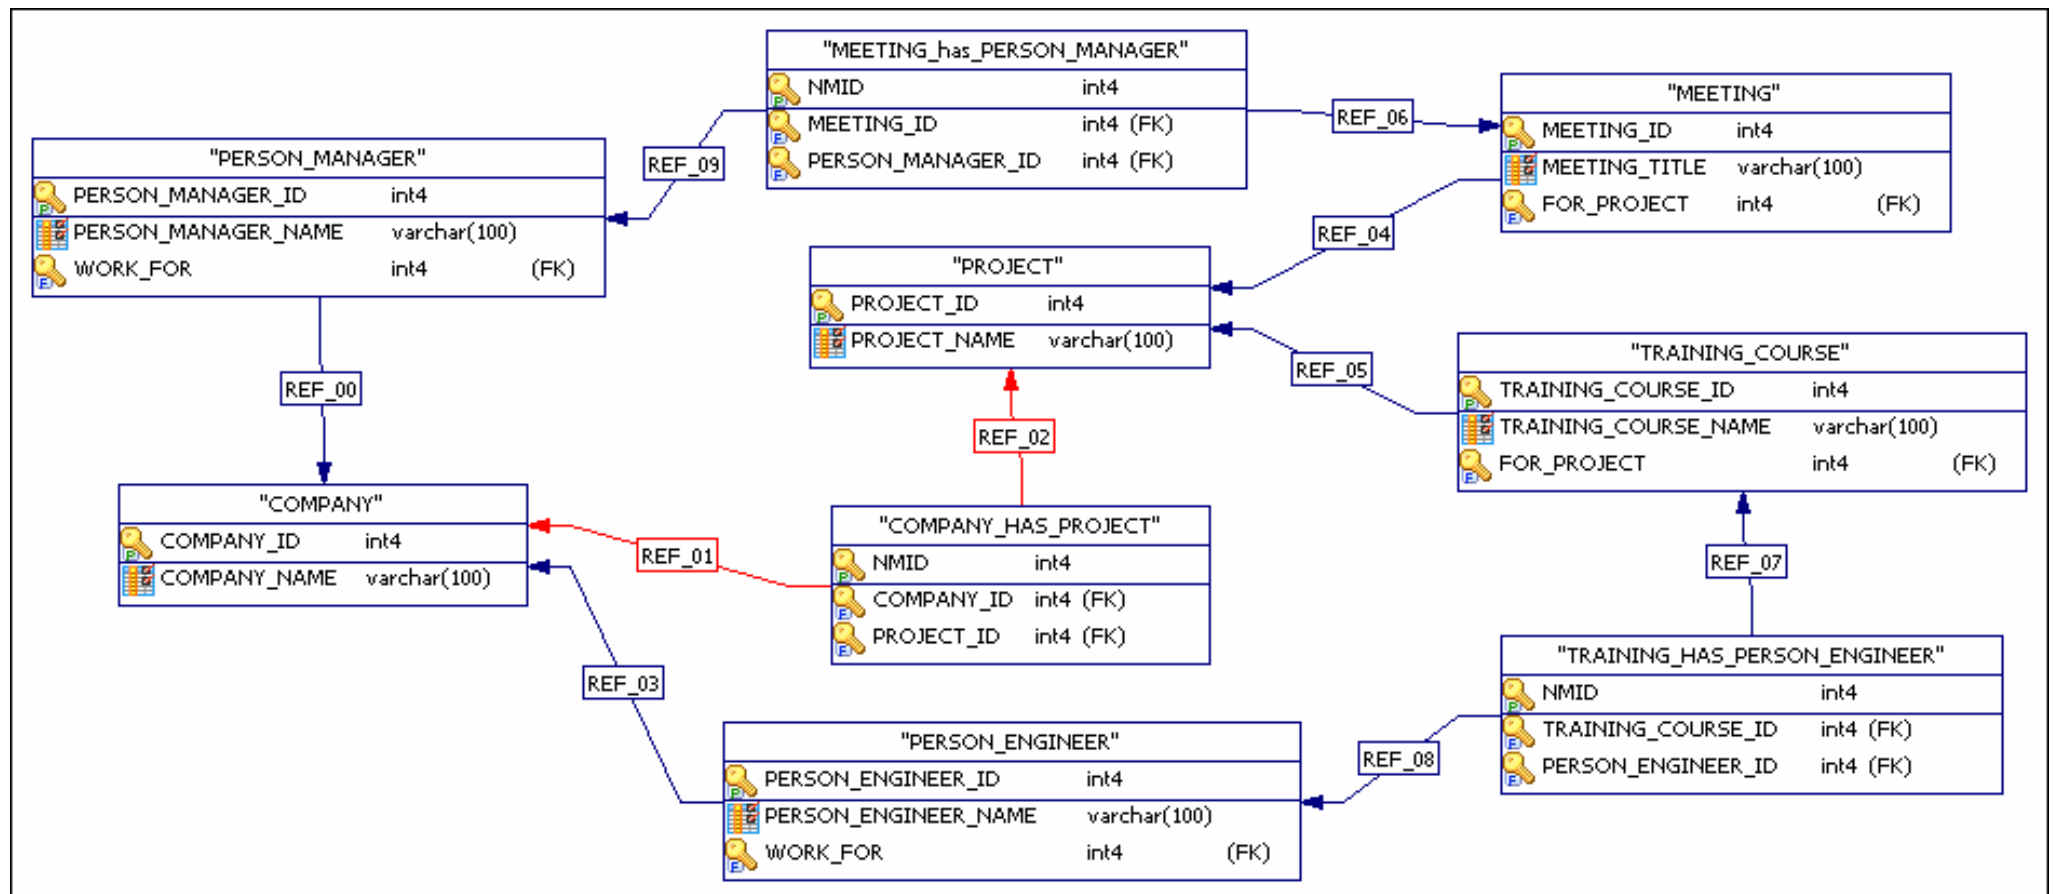 "MEETING_has_PERSON_MANAGER"
NMID int4
MEETING_ID int4 (FK)
PERSON_MANAGER_ID int4 (FK)
REF_06
"MEETING"
MEETING_ID int4
MEETING_TITLE varchar(100)
FOR_PROJECT int4 (FK)
"PERSON_MANAGER"
PERSON_MANAGER_ID int4
PERSON_MANAGER_NAME varchar(100)
WORK_FOR int4 (FK)
REF_09
REF_04
"PROJECT"
PROJECT_ID int4
PROJECT_NAME varchar(100)
REF_05
"TRAINING_COURSE"
TRAINING_COURSE_ID int4
TRAINING_COURSE_NAME varchar(100)
FOR_PROJECT int4 (FK)
REF_00
REF_02
"COMPANY"
COMPANY_ID int4
COMPANY_NAME varchar(100)
REF_01
"COMPANY_HAS_PROJECT"
NMID int4
COMPANY_ID int4 (FK)
PROJECT_ID int4 (FK)
REF_07
REF_03
"TRAINING_HAS_PERSON_ENGINEER"
NMID int4
TRAINING_COURSE_ID int4 (FK)
PERSON_ENGINEER_ID int4 (FK)
REF_08
"PERSON_ENGINEER"
PERSON_ENGINEER_ID int4
PERSON_ENGINEER_NAME varchar(100)
WORK_FOR int4 (FK)